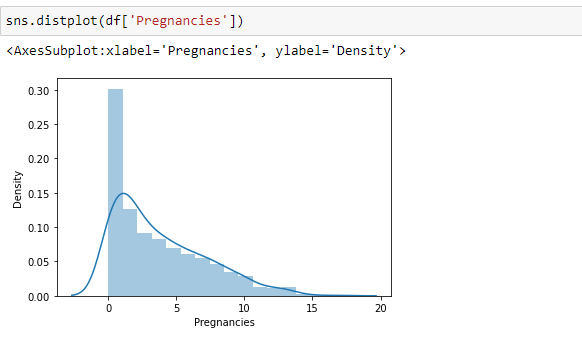 sns.distplot(df['Pregnancies'])
<AxesSubplot:xlabel='Pregnancies', ylabel='Density'>
0.30
0.25
0.20
0.15
0.10
0.05
0.00
Density
0 5 10 15 20
Pregnancies